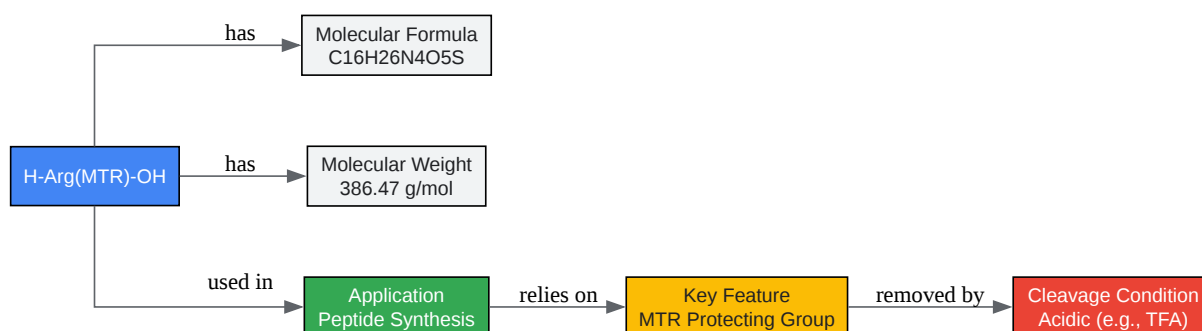 has
Molecular Formula
C16H26N4O5S
H-Arg(MTR)-OH
has
Molecular Weight
386.47 g/mol
used in
Application
Peptide Synthesis
relies on
Key Feature
MTR Protecting Group
removed by
Cleavage Condition
Acidic (e.g., TFA)